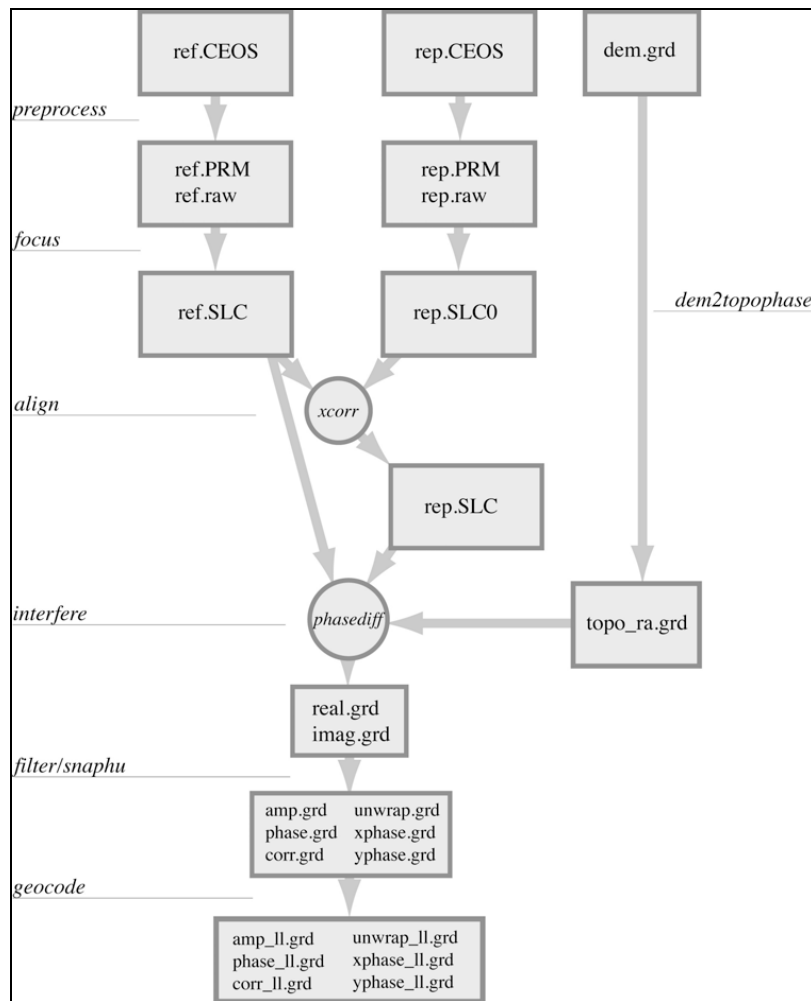 ref.CEOS
rep.CEOS
dem.grd
preprocess
ref.PRM
ref.raw
rep.PRM
rep.raw
focus
ref.SLC
rep.SLC0
dem2topophase
align
xcorr
rep.SLC
interfere
phasediff
topo_ra.grd
real.grd
imag.grd
filter/snaphu
amp.grd unwrap.grd
phase.grd xphase.grd
corr.grd yphase.grd
geocode
amp_ll.grd unwrap_ll.grd
phase_ll.grd xphase_ll.grd
corr_ll.grd yphase_ll.grd